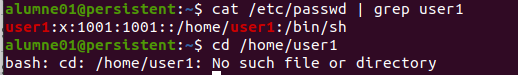 alumne01@persistent:~$ cat /etc/passwd | grep user1
user1:x:1001:1001::/home/user1:/bin/sh
alumne01@persistent:~$ cd /home/user1
bash: cd: /home/user1: No such file or directory